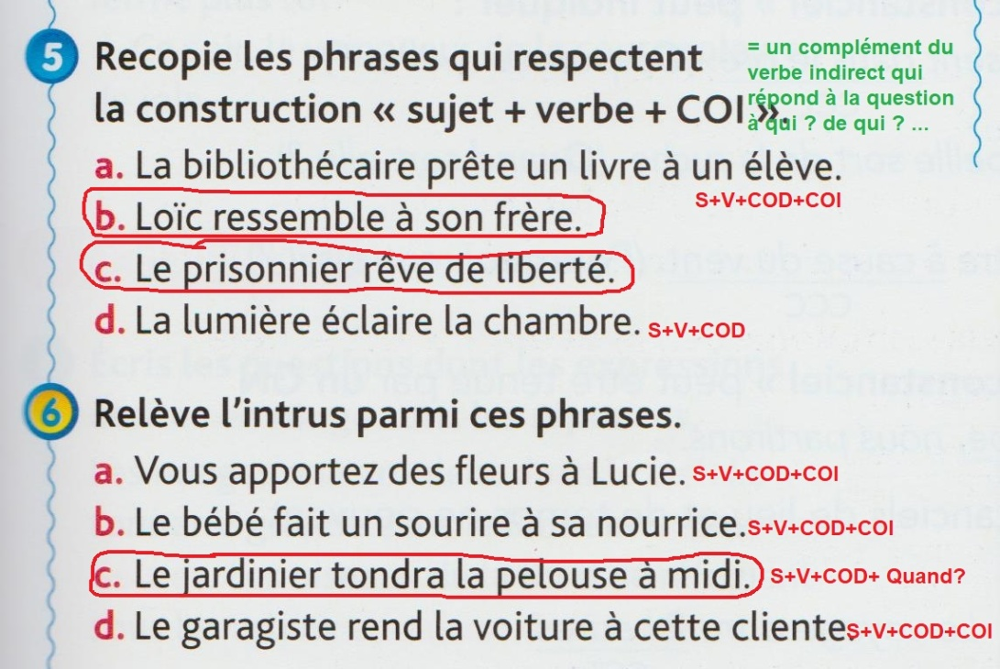 5 Recopie les phrases qui respectent
la construction « sujet + verbe + COI ».
= un complément du
verbe indirect qui
répond à la question
à qui ? de qui ? ...
a. La bibliothécaire prête un livre à un élève.
S+V+COD+COI
b. Loïc ressemble à son frère.
c. Le prisonnier rêve de liberté.
d. La lumière éclaire la chambre. S+V+COD
6 Relève l'intrus parmi ces phrases.
a. Vous apportez des fleurs à Lucie. S+V+COD+COI
b. Le bébé fait un sourire à sa nourrice. S+V+COD+COI
c. Le jardinier tondra la pelouse à midi. S+V+COD+ Quand?
d. Le garagiste rend la voiture à cette cliente. S+V+COD+COI